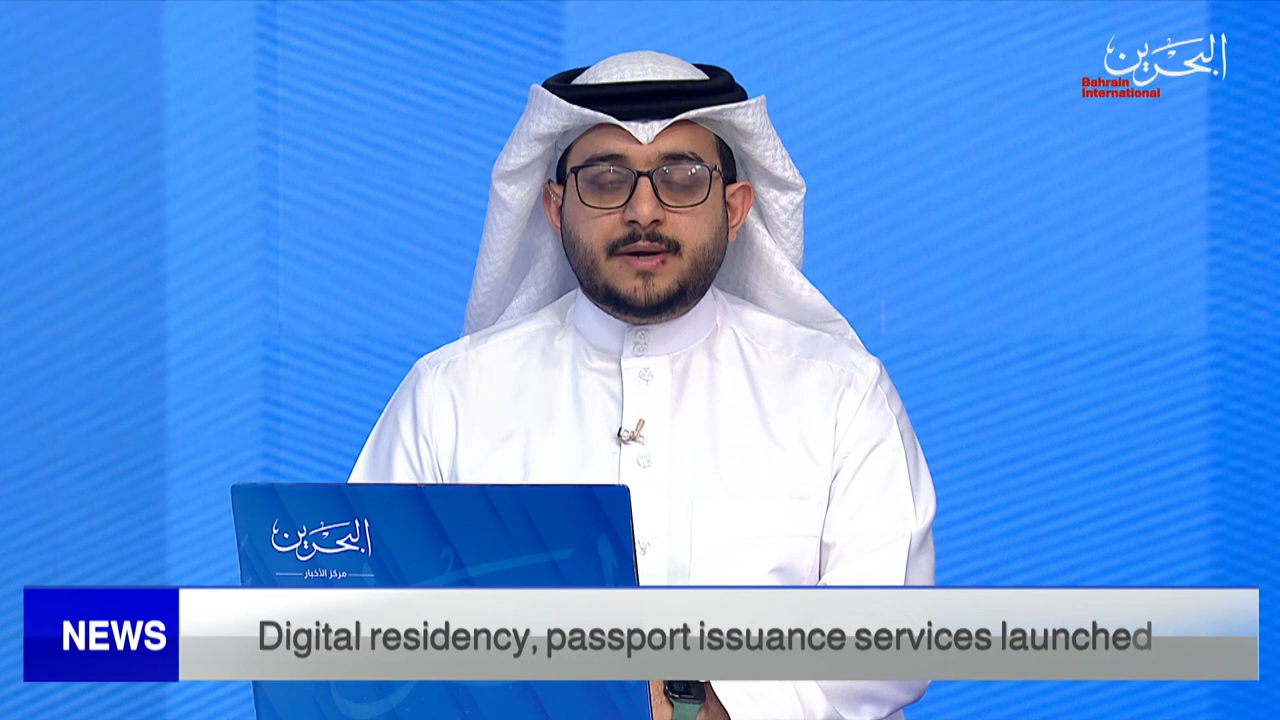 البحرين
Bahrain
International
البحرين
مركز الأخبار
NEWS
Digital residency, passport issuance services launched